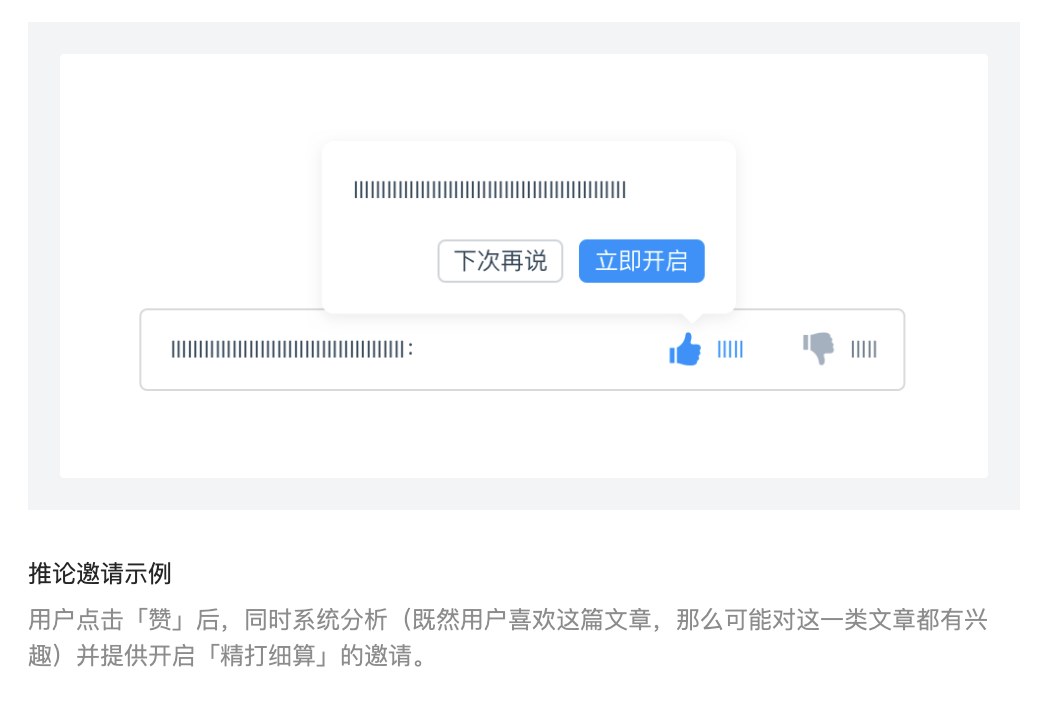 下次再说
立即开启
推论邀请示例
用户点击「赞」后，同时系统分析（既然用户喜欢这篇文章，那么可能对这一类文章都有兴
趣）并提供开启「精打细算」的邀请。